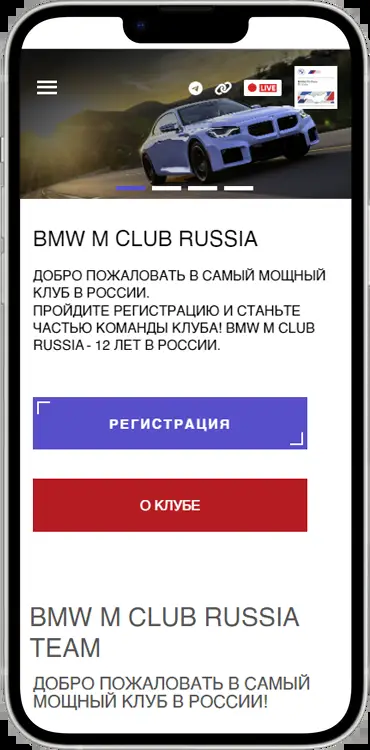 LIVE
BMW M CLUB RUSSIA
ДОБРО ПОЖАЛОВАТЬ В САМЫЙ МОЩНЫЙ
КЛУБ В РОССИИ.
ПРОЙДИТЕ РЕГИСТРАЦИЮ И СТАНЬТЕ
ЧАСТЬЮ КОМАНДЫ КЛУБА! BMW M CLUB
RUSSIA - 12 ЛЕТ В РОССИИ.
РЕГИСТРАЦИЯ
О КЛУБЕ
BMW M CLUB RUSSIA
TEAM
ДОБРО ПОЖАЛОВАТЬ В САМЫЙ
МОЩНЫЙ КЛУБ В РОССИИ!